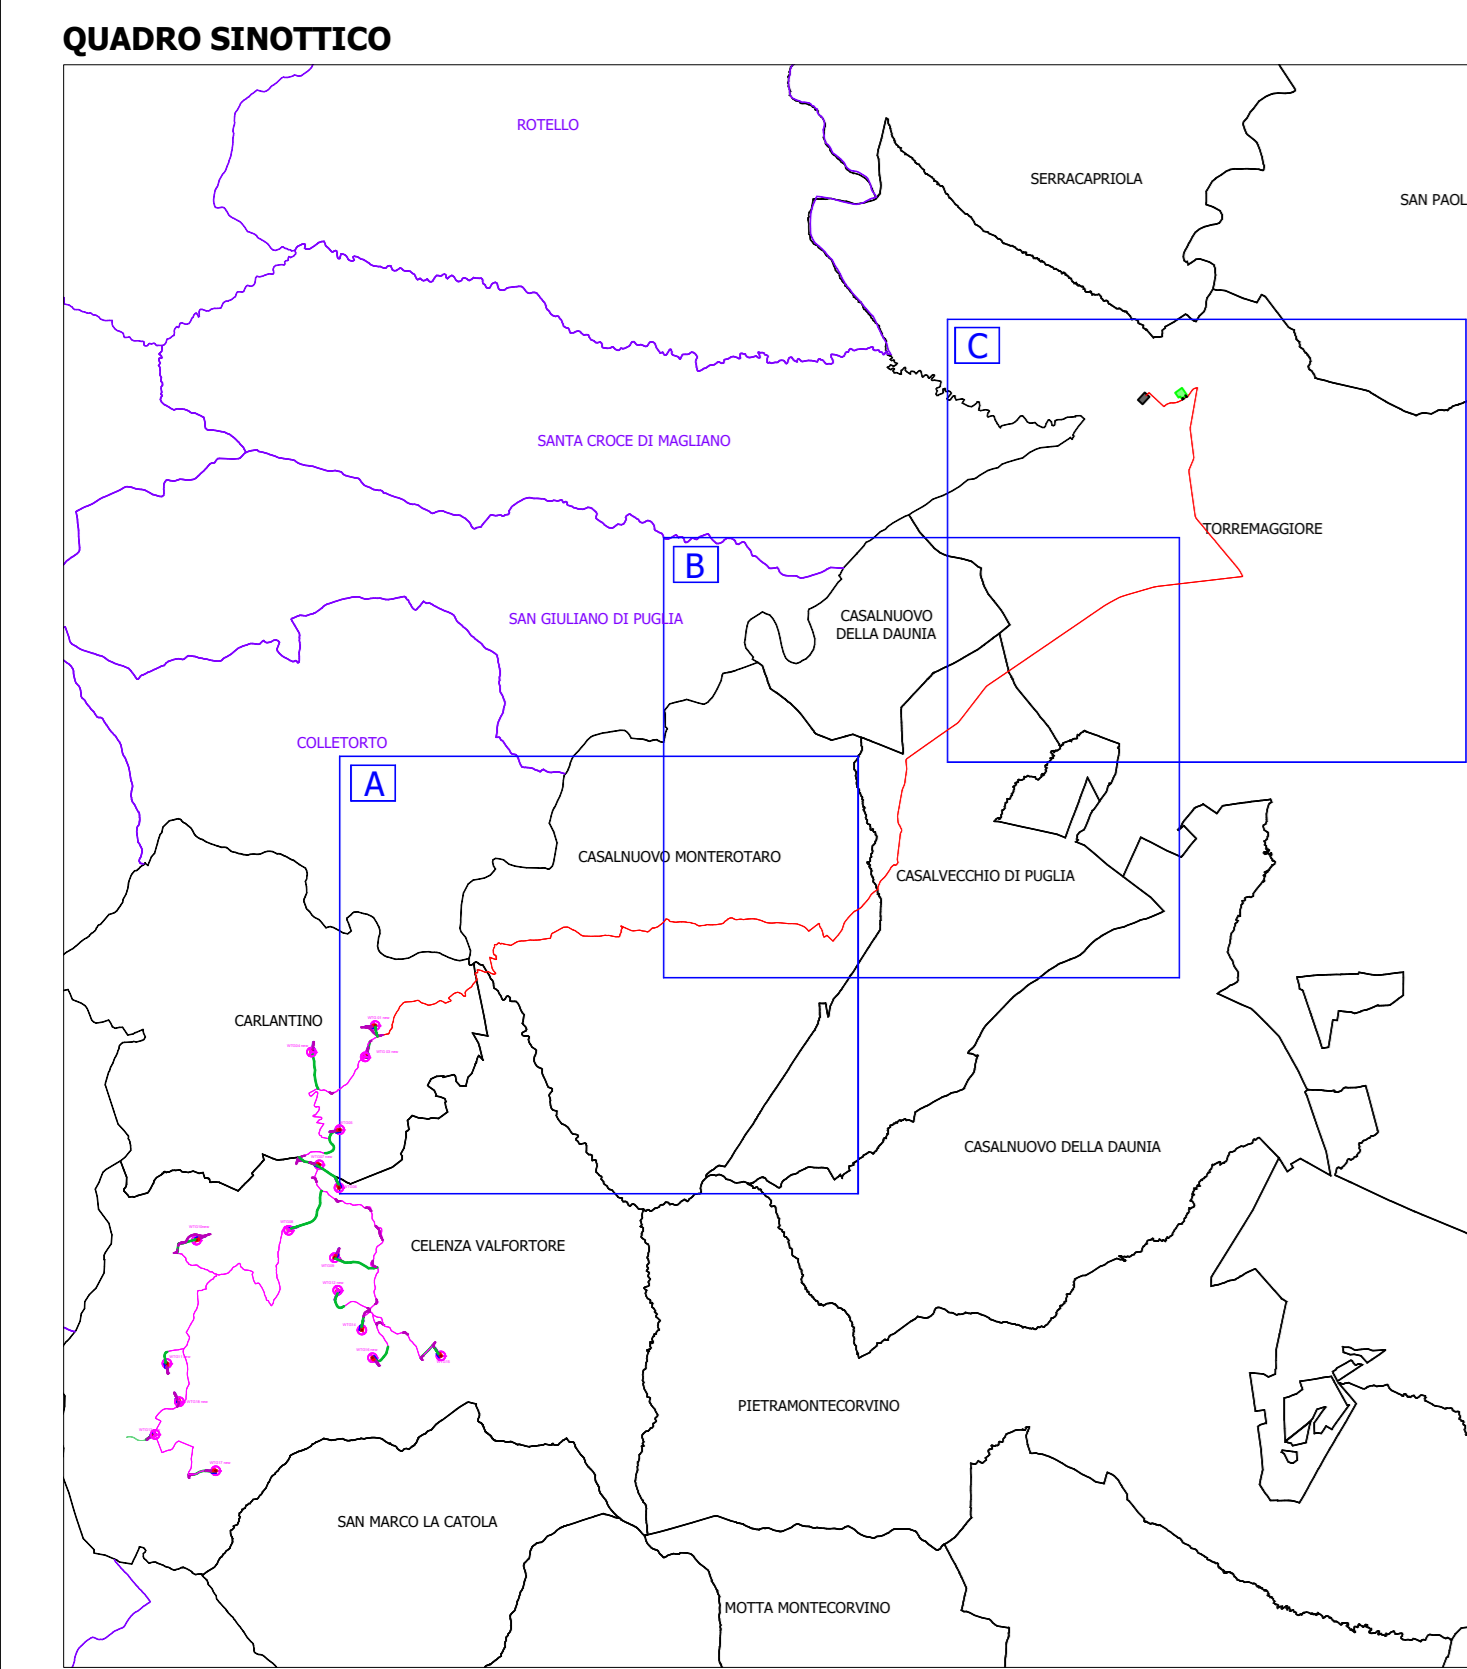 QUADRO SINOTTICO
ROTELLO
SERRACAPRIOLA
SAN PAOL
C
SANTA CROCE DI MAGLIANO
TORREMAGGIORE
B
SAN GIULIANO DI PUGLIA
CASALNUOVO
DELLA DAUNIA
COLLETORTO
A
CASALNUOVO MONTEROTARO
CASALVECCHIO DI PUGLIA
CARLANTINO
CASALNUOVO DELLA DAUNIA
CELENZA VALFORTORE
PIETRAMONTECORVINO
SAN MARCO LA CATOLA
MOTTA MONTECORVINO